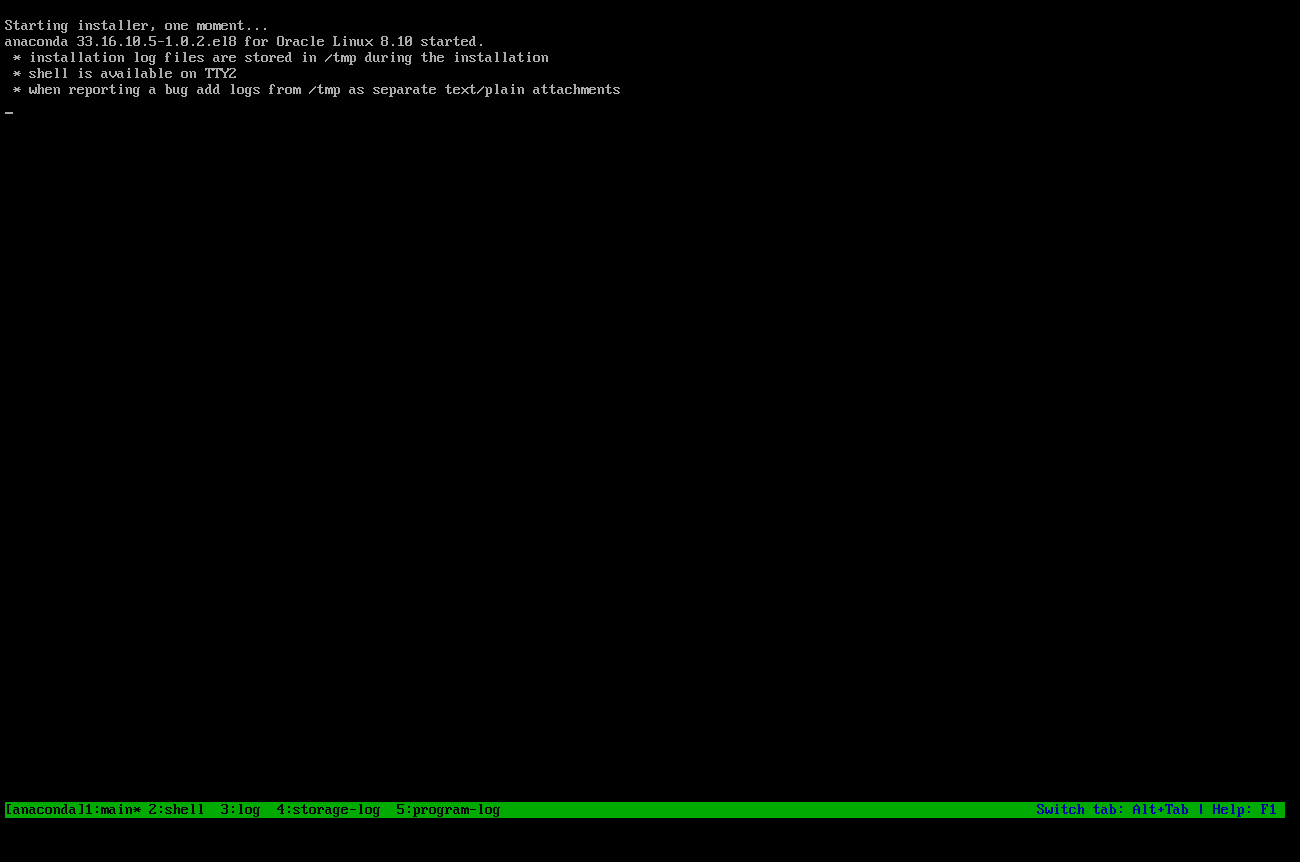 Starting installer, one moment...
anaconda 33.16.10.5-1.0.2.el8 for Oracle Linux 8.10 started.
 * installation log files are stored in /tmp during the installation
 * shell is available on TTY2
 * when reporting a bug add logs from /tmp as separate text/plain attachments
_
[anaconda]1:main* 2:shell  3:log  4:storage-log  5:program-log Switch tab: Alt+Tab | Help: F1